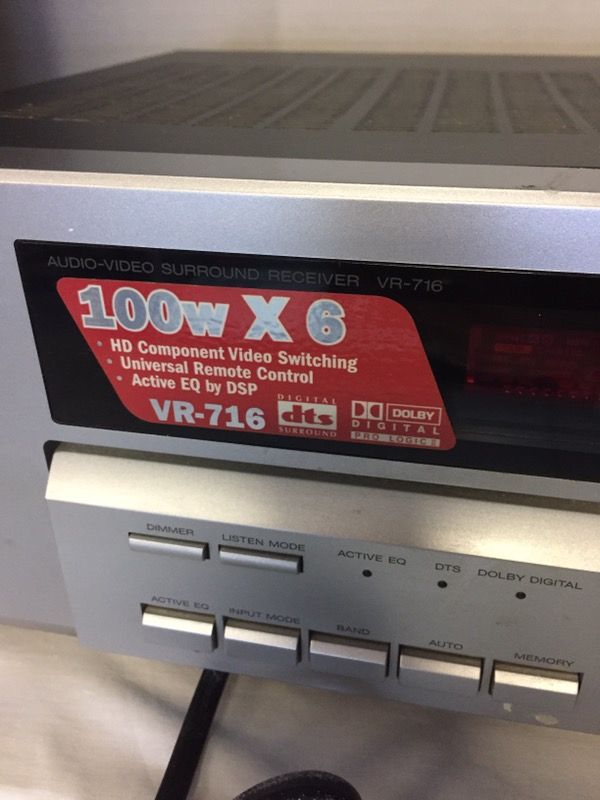 AUDIO-VIDEO SURROUND RECEIVER VR-716
100w X 6
• HD Component Video Switching
• Universal Remote Control
• Active EQ by DSP
VR-716
DIGITAL
dts
SURROUND
DOLBY
DIGITAL
PRO LOGIC II
DIMMER
LISTEN MODE
ACTIVE EQ
DTS
DOLBY DIGITAL
ACTIVE EQ
INPUT MODE
BAND
AUTO
MEMORY